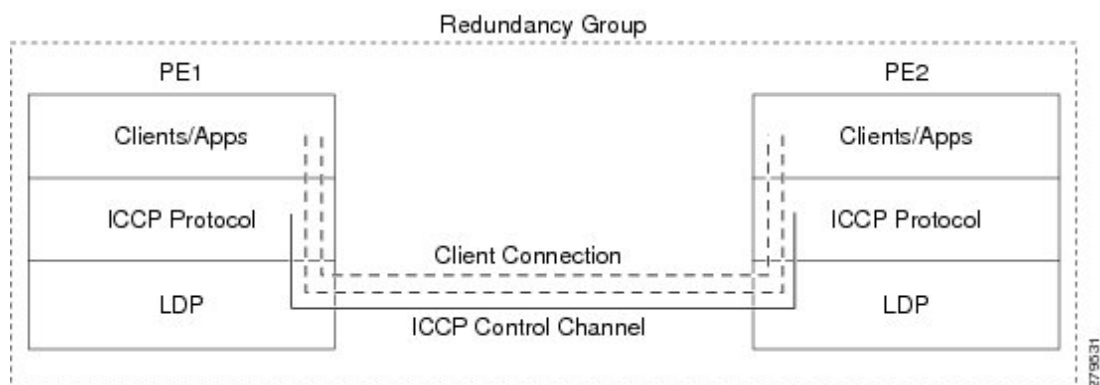 Redundancy Group
PE1
PE2
Clients/Apps
Clients/Apps
ICCP Protocol
ICCP Protocol
Client Connection
LDP
LDP
ICCP Control Channel
279531